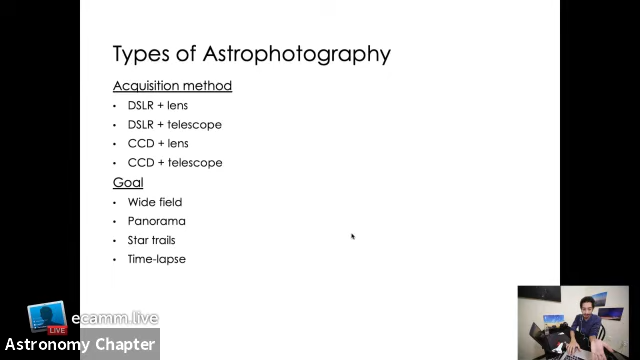 Types of Astrophotography
Acquisition method
• DSLR + lens
• DSLR + telescope
• CCD + lens
• CCD + telescope
Goal
• Wide field
• Panorama
• Star trails
• Time-lapse
LIVE
ecamm.live
Astronomy Chapter